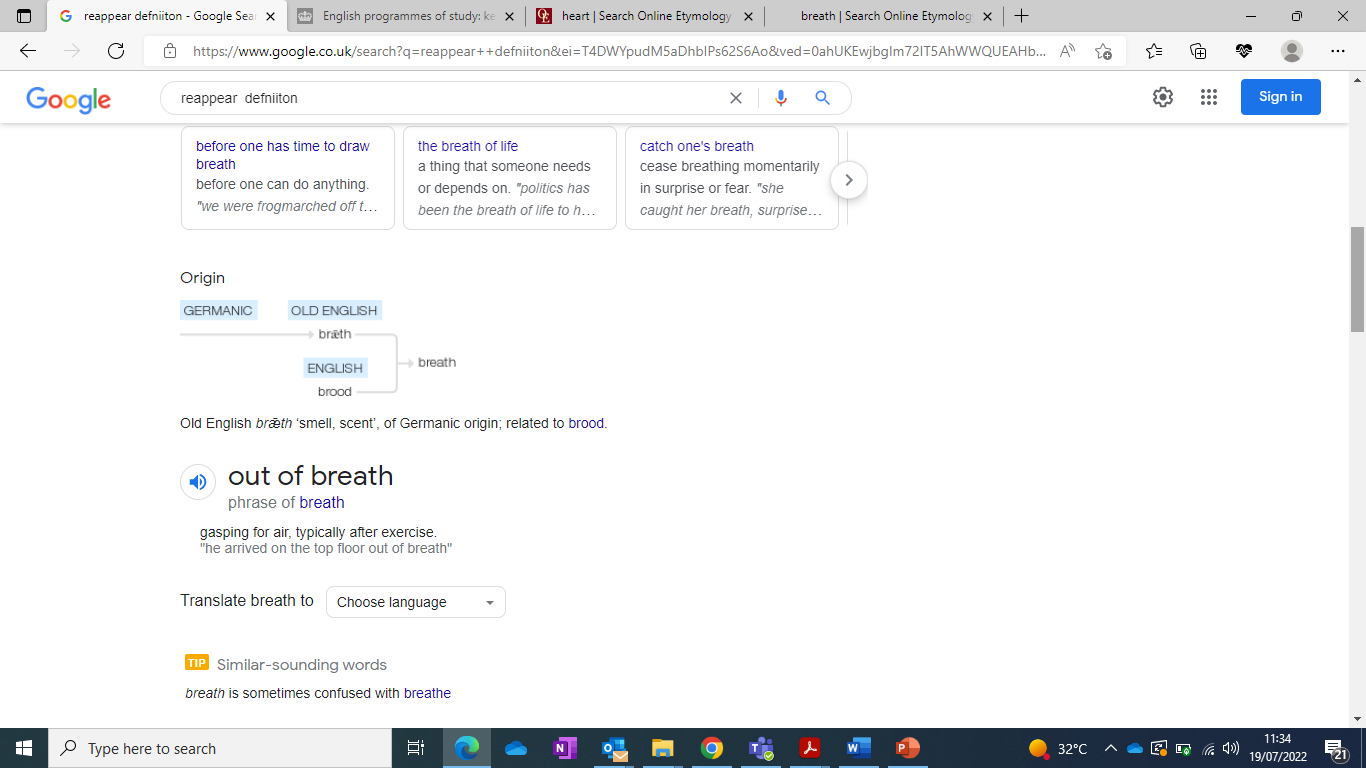 reappear defniiton - Google Sear
English programmes of study: ke
heart | Search Online Etymology
breath | Search Online Etymolog
https://www.google.co.uk/search?q=reappear++defniiton&ei=T4DWYpudM5aDhbIPs62S6Ao&ved=0ahUKEwjbgIm72IT5AhWWQUEAHb...
Google
reappear defniiton
Sign in
before one has time to draw
breath
before one can do anything.
"we were frogmarched off t...
the breath of life
a thing that someone needs
or depends on. "politics has
been the breath of life to h...
catch one's breath
cease breathing momentarily
in surprise or fear. "she
caught her breath, surprise...
Origin
GERMANIC OLD ENGLISH
bræth
ENGLISH
breath
brood
Old English brǣth ‘smell, scent’, of Germanic origin; related to brood.
out of breath
phrase of breath
gasping for air, typically after exercise.
"he arrived on the top floor out of breath"
Translate breath to
Choose language
TIP Similar-sounding words
breath is sometimes confused with breathe
Type here to search
32°C
11:34
19/07/2022
21